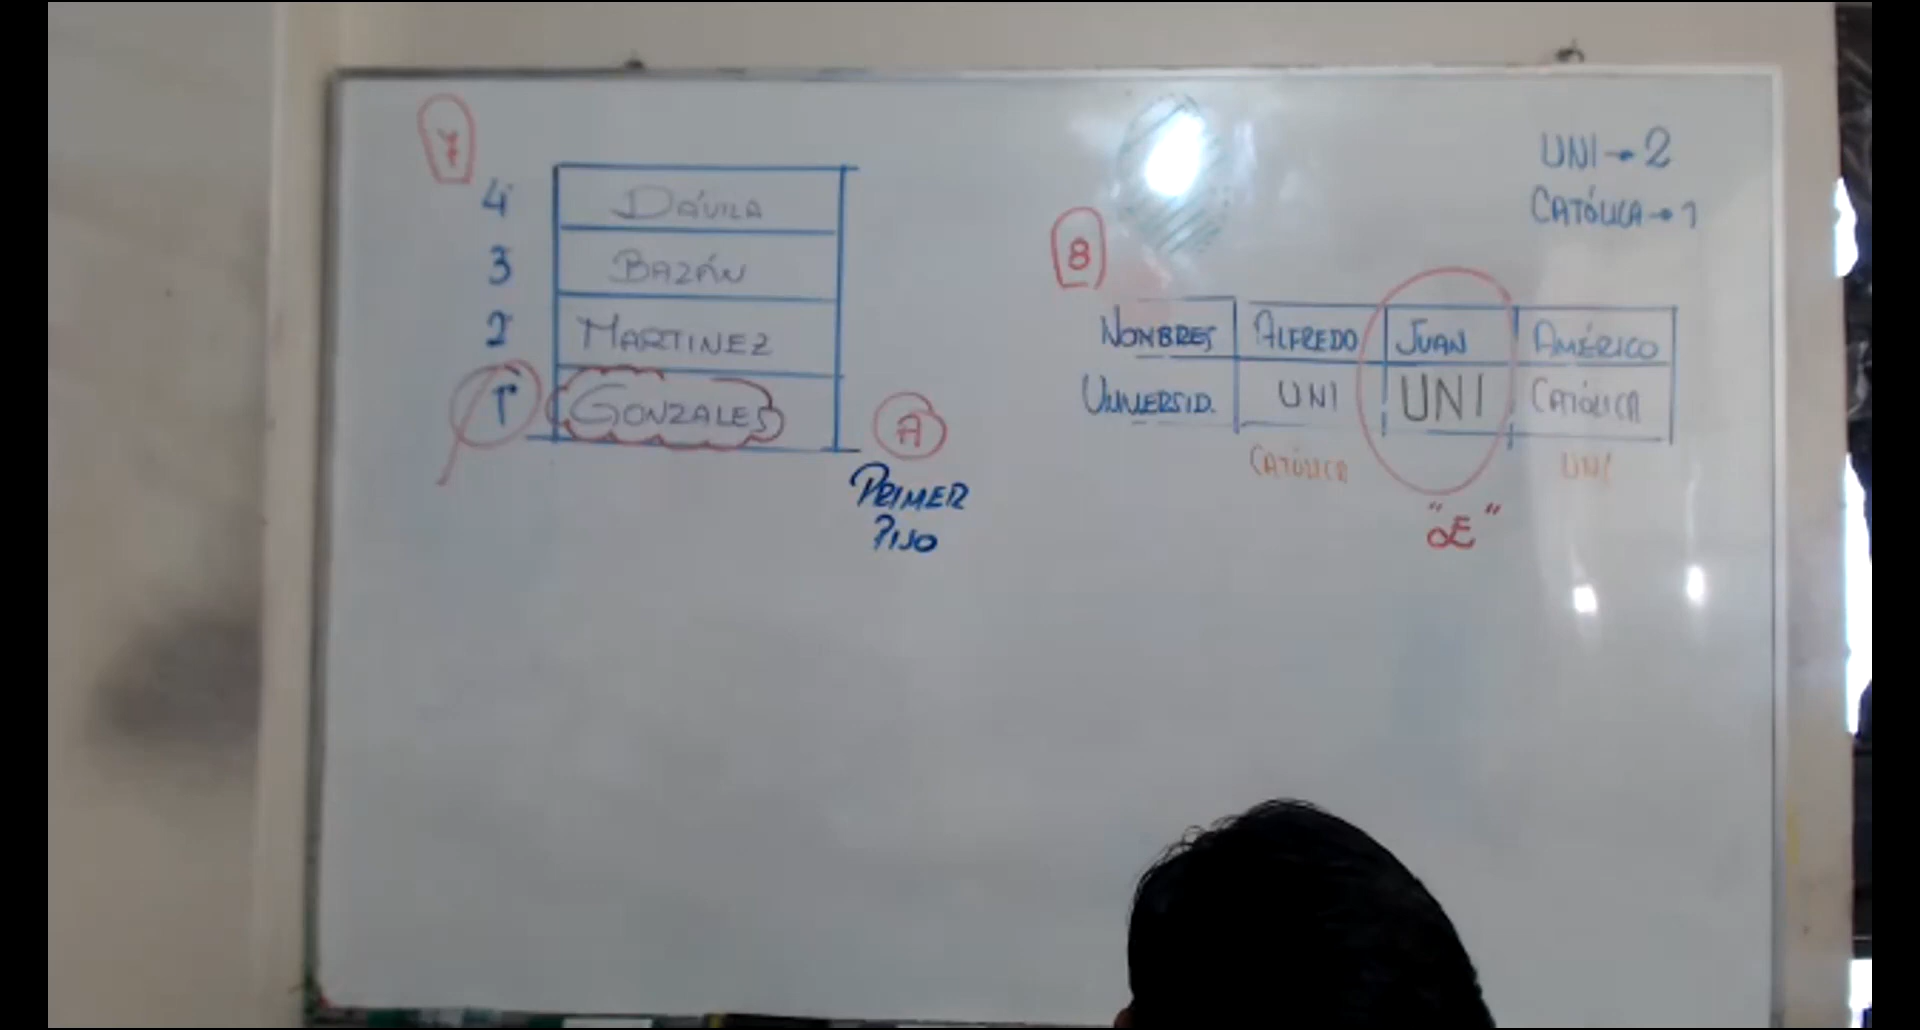 7
4 DÁVILA
3 BAZÁN
2 MARTINEZ
1 GONZALES
A
PRIMER
PISO
UNI → 2
CATÓLICA → 1
8
NOMBRES ALFREDO JUAN AMÉRICO
UNIVERSID. UNI UNI CATÓLICA
CATÓLICA UNI
"E"